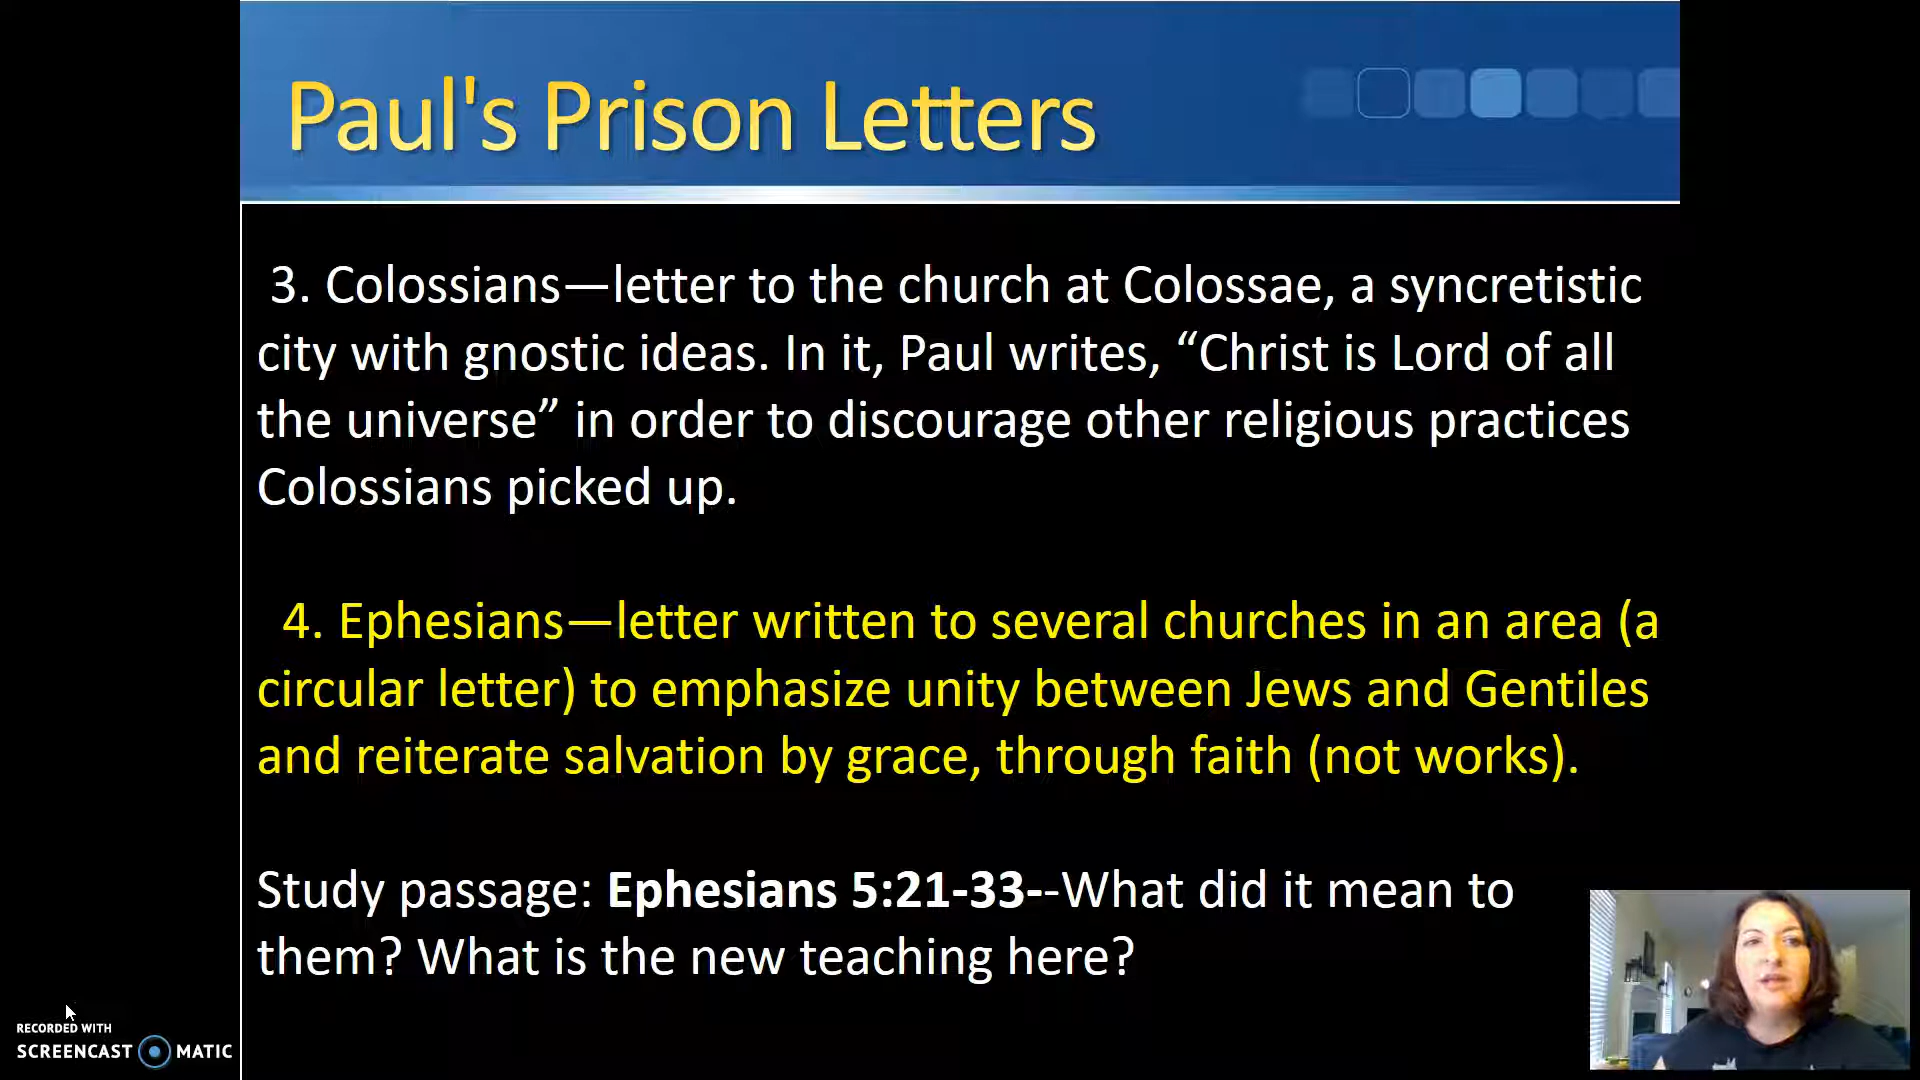 Paul's Prison Letters
3. Colossians—letter to the church at Colossae, a syncretistic
city with gnostic ideas. In it, Paul writes, “Christ is Lord of all
the universe” in order to discourage other religious practices
Colossians picked up.
4. Ephesians—letter written to several churches in an area (a
circular letter) to emphasize unity between Jews and Gentiles
and reiterate salvation by grace, through faith (not works).
Study passage: Ephesians 5:21-33--What did it mean to
them? What is the new teaching here?
RECORDED WITH
SCREENCAST MATIC